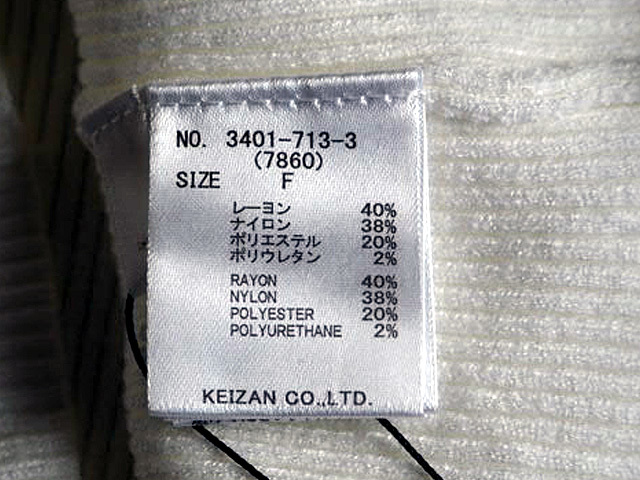 NO. 3401-713-3
(7860)
SIZE F
レーヨン 40%
ナイロン 38%
ポリエステル 20%
ポリウレタン 2%
RAYON 40%
NYLON 38%
POLYESTER 20%
POLYURETHANE 2%
KEIZAN CO.,LTD.